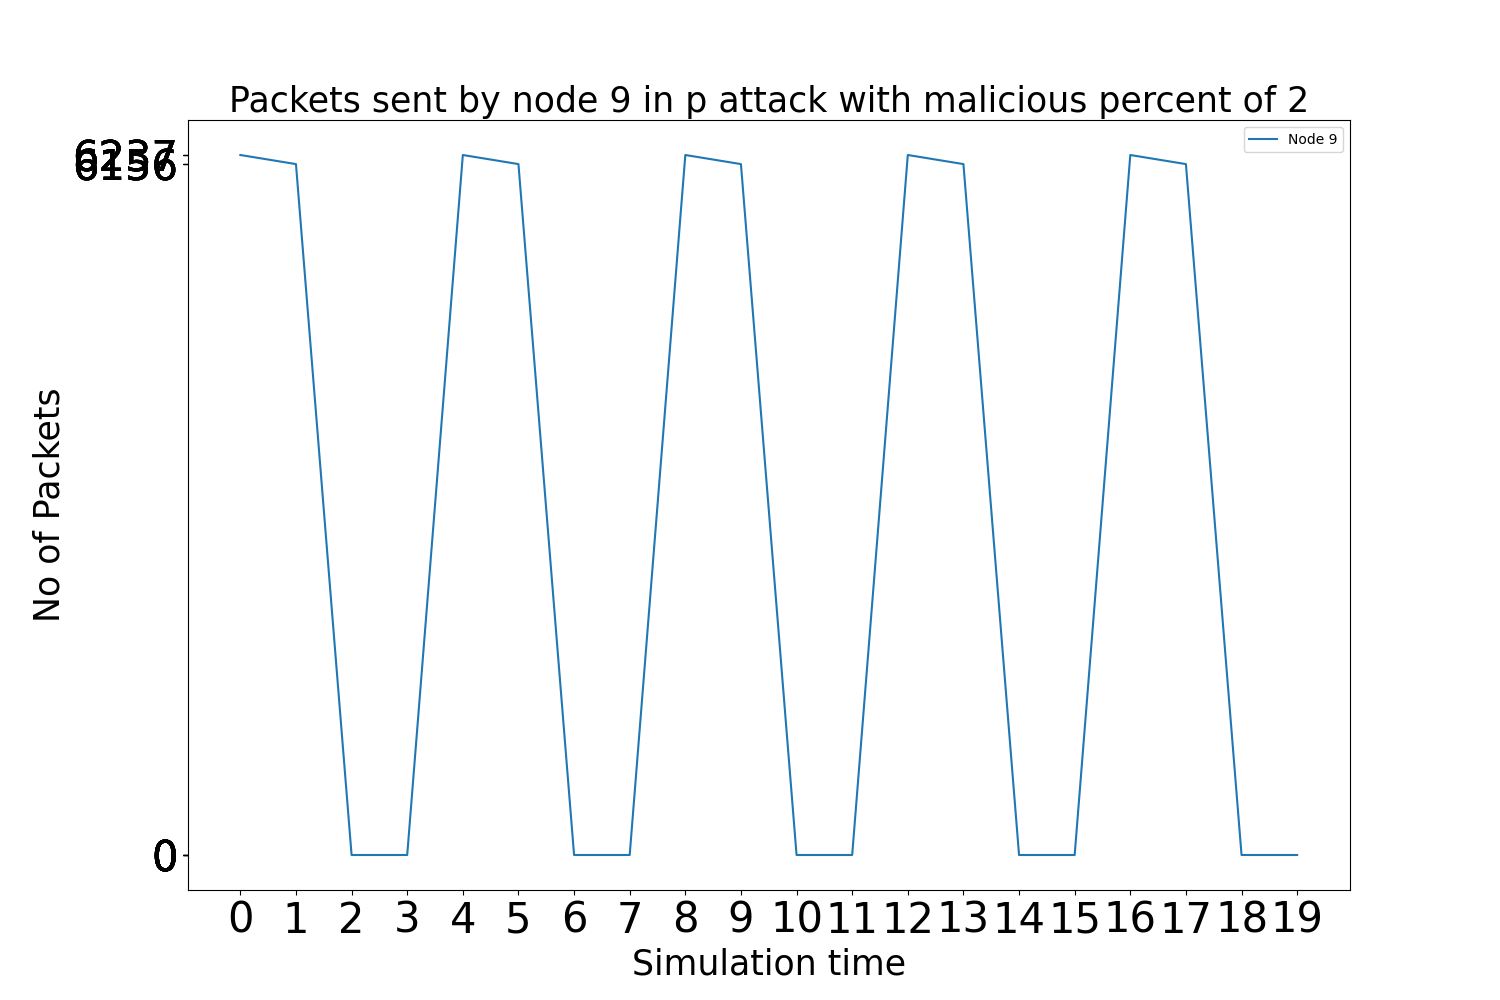 Packets sent by node 9 in p attack with malicious percent of 2
Node 9
6237
6156
0
No of Packets
0 1 2 3 4 5 6 7 8 9 10 11 12 13 14 15 16 17 18 19
Simulation time